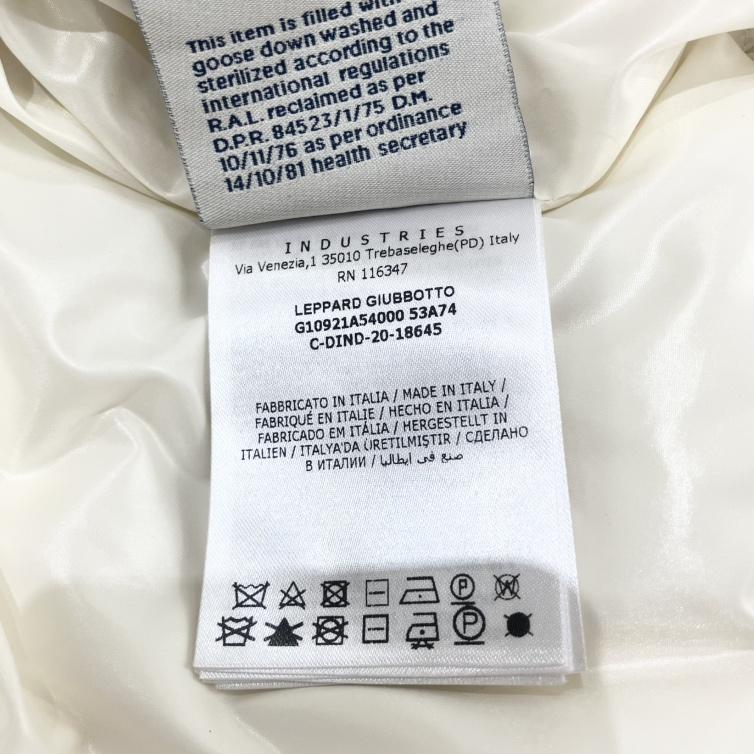 This item is filled with
goose down washed and
sterilized according to the
international regulations
R.A.L. reclaimed as per
D.P.R. 84523/1/75 D.M.
10/11/76 as per ordinance
14/10/81 health secretary
INDUSTRIES
Via Venezia,1 35010 Trebaseleghe(PD) Italy
RN 116347
LEPPARD GIUBBOTTO
G10921A54000 53A74
C-DIND-20-18645
FABBRICATO IN ITALIA / MADE IN ITALY /
FABRIQUÉ EN ITALIE / HECHO EN ITALIA /
FABRICADO EM ITÁLIA / HERGESTELLT IN
ITALIEN / ITALYA'DA ÜRETILMIŞTIR / СДЕЛАНО
В ИТАЛИИ / صنع في ايطاليا
P W
P